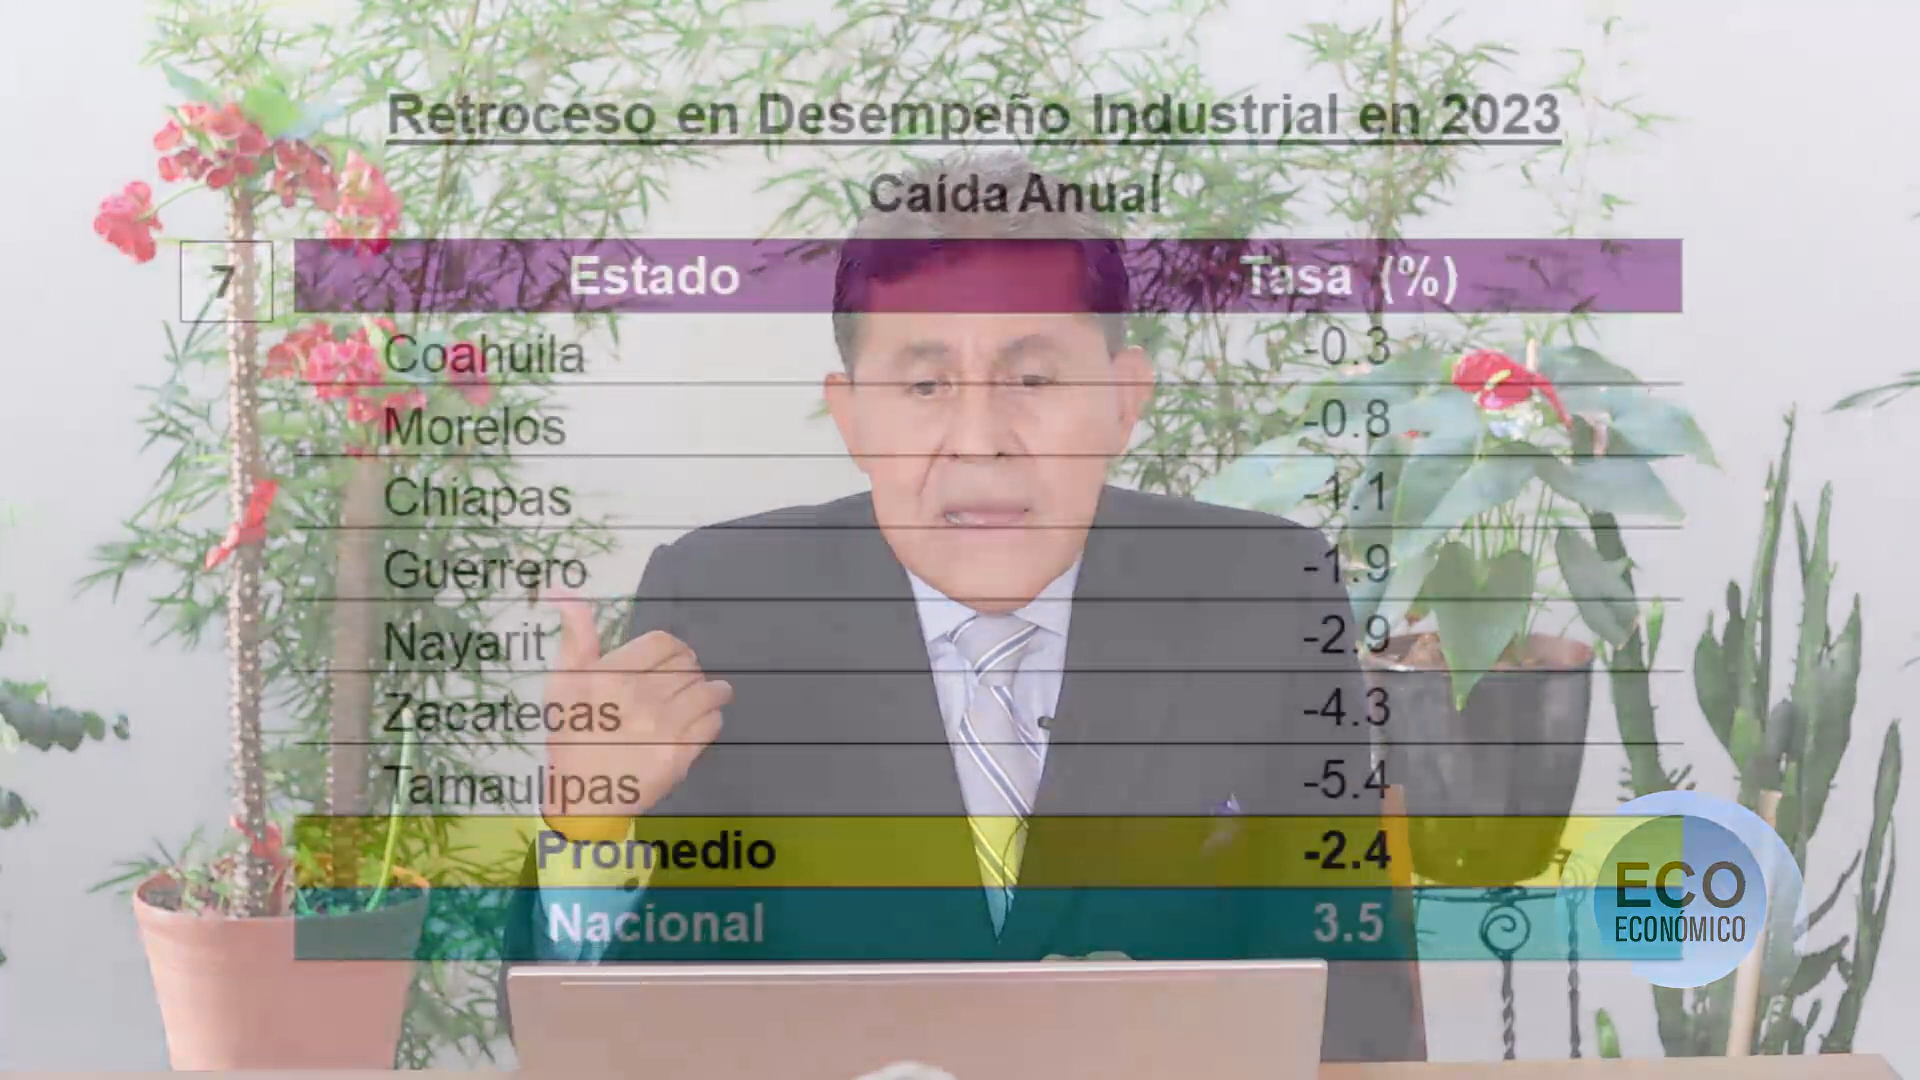 Retroceso en Desempeño Industrial en 2023
Caída Anual
7 Estado Tasa (%)
Coahuila -0.3
Morelos -0.8
Chiapas -1.1
Guerrero -1.9
Nayarit -2.9
Zacatecas -4.3
Tamaulipas -5.4
Promedio -2.4
Nacional 3.5
ECO
ECONÓMICO